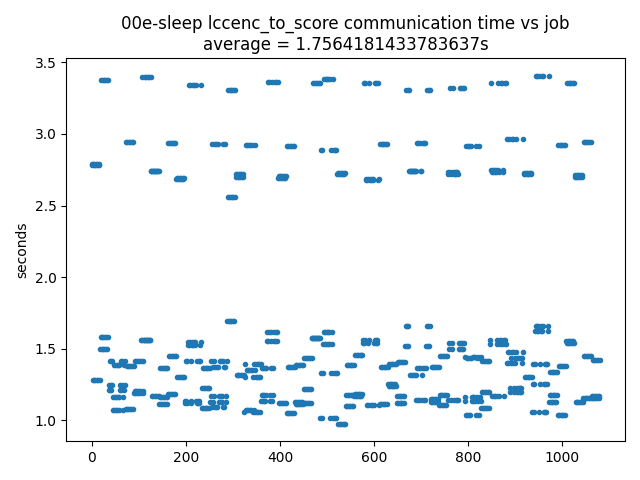 00e-sleep lccenc_to_score communication time vs job
average = 1.7564181433783637s
3.5
3.0
2.5
2.0
1.5
1.0
seconds
0 200 400 600 800 1000